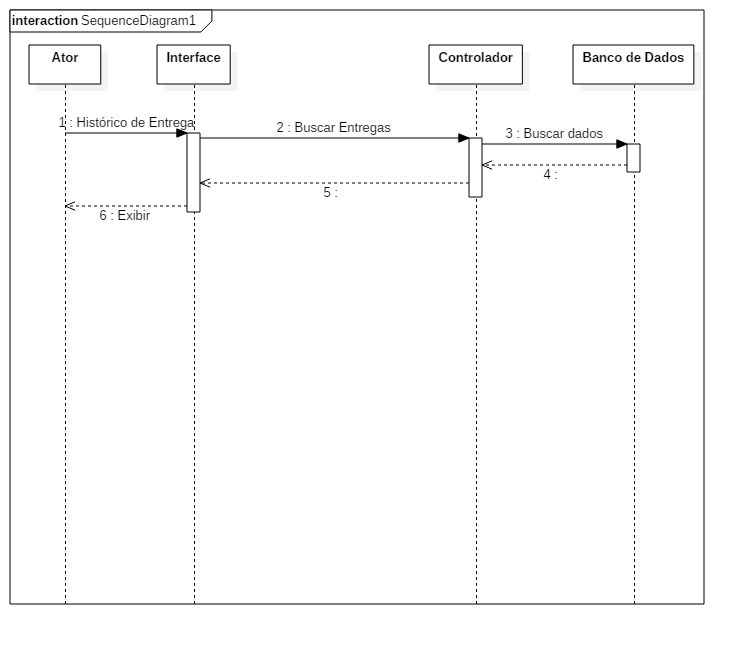 interaction SequenceDiagram1
Ator
Interface
Controlador
Banco de Dados
1 : Histórico de Entrega
2 : Buscar Entregas
3 : Buscar dados
4 :
5 :
6 : Exibir